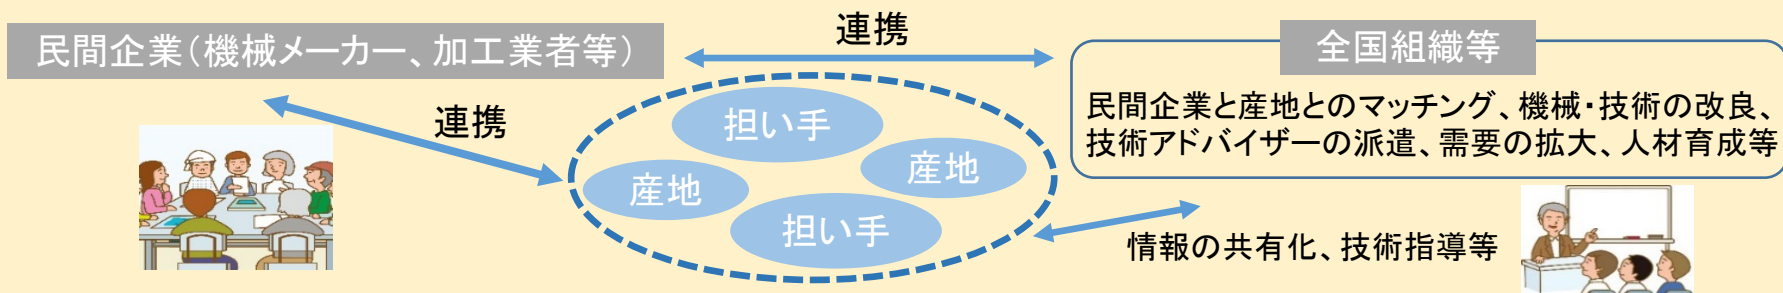 連携
民間企業（機械メーカー、加工業者等）
全国組織等
民間企業と産地とのマッチング、機械・技術の改良、
技術アドバイザーの派遣、需要の拡大、人材育成等
連携
担い手
産地
産地
担い手
情報の共有化、技術指導等